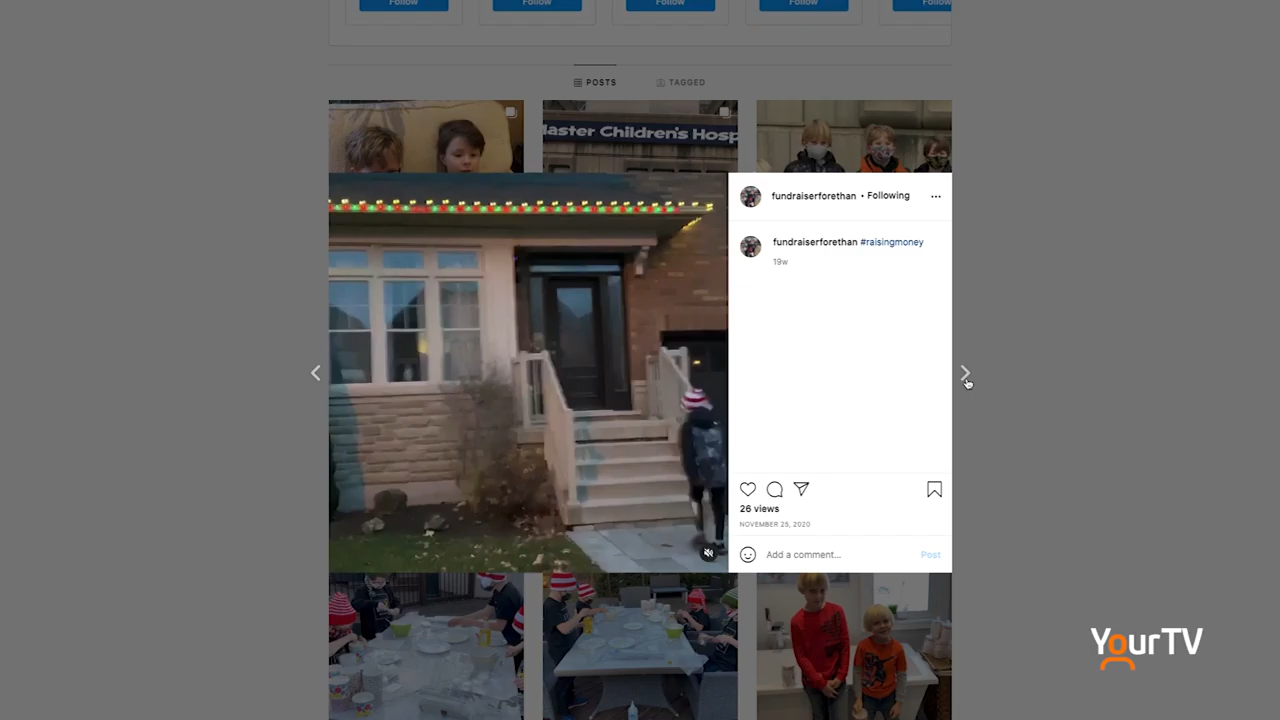 Follow
Follow
Follow
Follow
Follow
POSTS
TAGGED
Master Children's Hosp
fundraiserforethan • Following
fundraiserforethan #raisingmoney
19w
26 views
NOVEMBER 25, 2020
Add a comment...
Post
YourTV